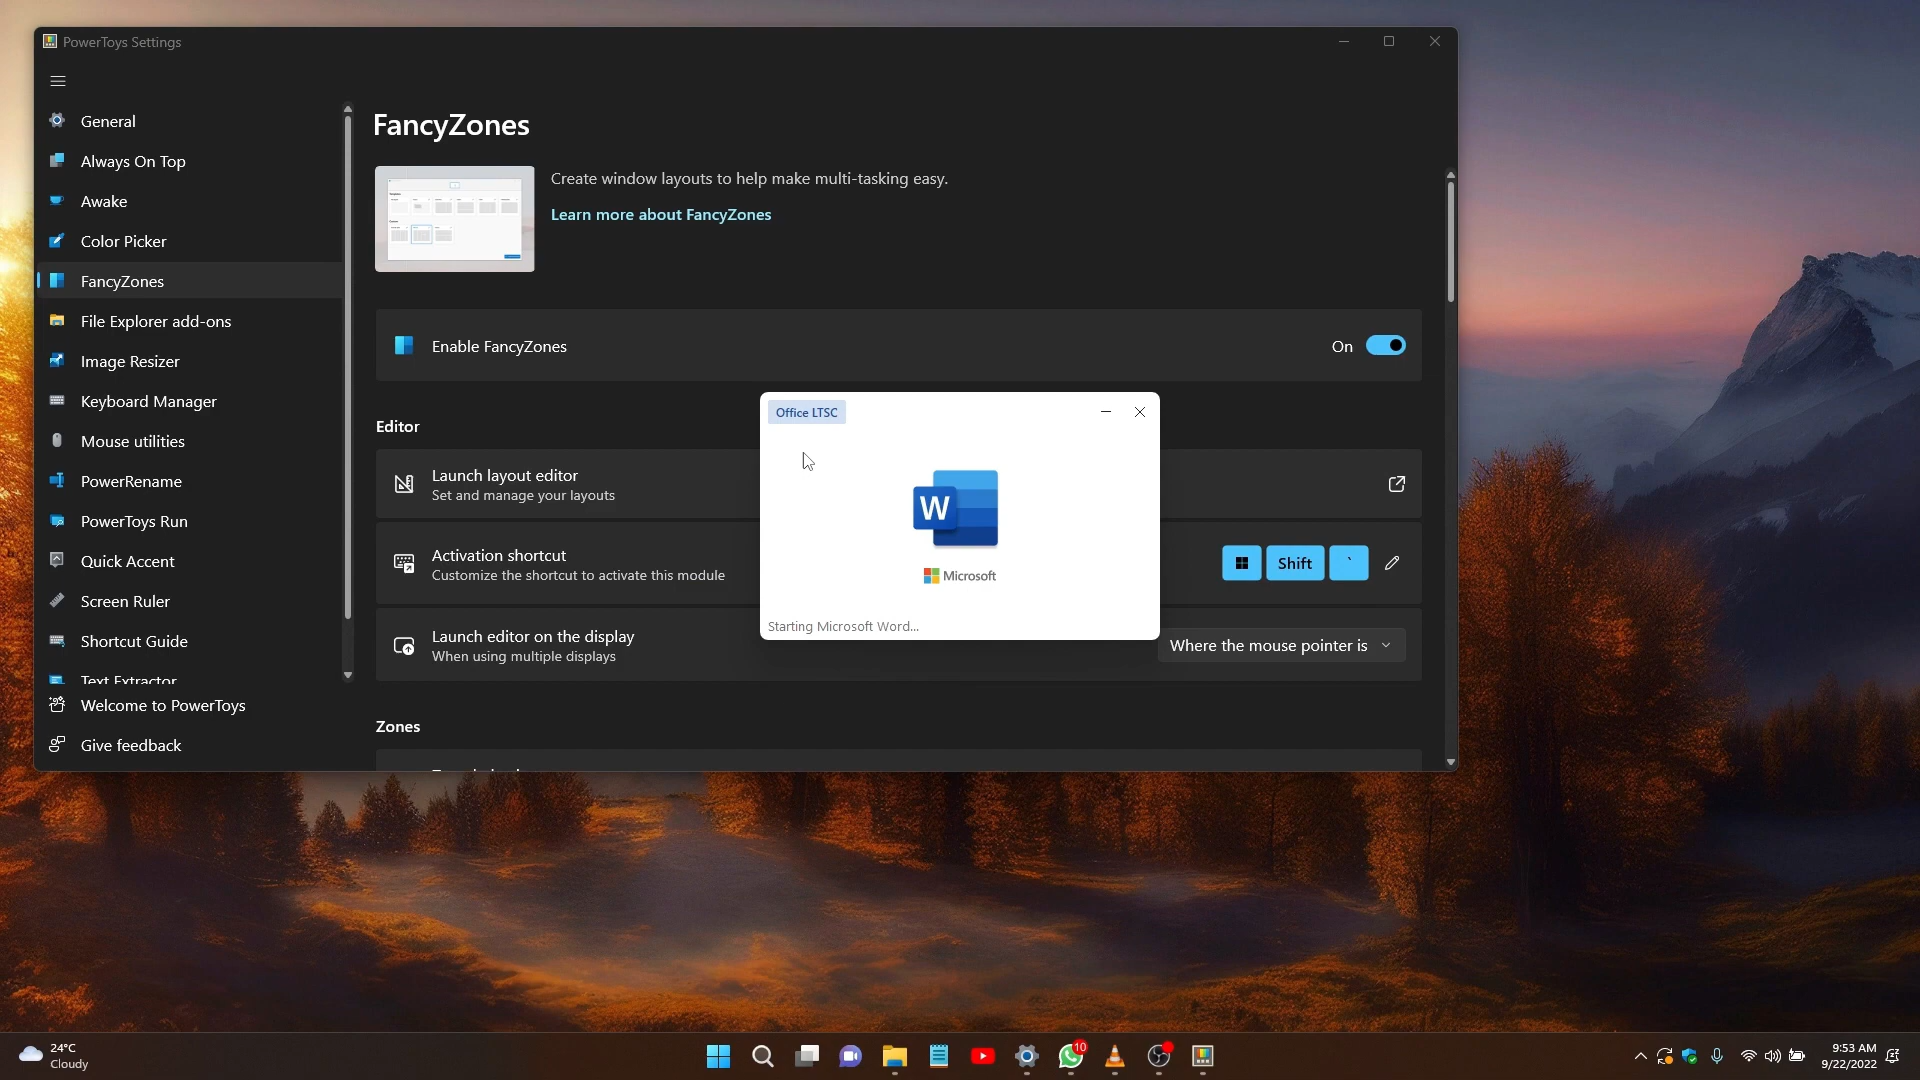 PowerToys Settings
General
Always On Top
Awake
Color Picker
FancyZones
File Explorer add-ons
Image Resizer
Keyboard Manager
Mouse utilities
PowerRename
PowerToys Run
Quick Accent
Screen Ruler
Shortcut Guide
Text Extractor
Welcome to PowerToys
Give feedback
FancyZones
Create window layouts to help make multi-tasking easy.
Learn more about FancyZones
Enable FancyZones
On
Editor
Launch layout editor
Set and manage your layouts
Activation shortcut
Customize the shortcut to activate this module
Shift `
Launch editor on the display
When using multiple displays
Where the mouse pointer is
Zones
Office LTSC
W
Microsoft
Starting Microsoft Word...
24°C
Cloudy
10
9:53 AM
9/22/2022